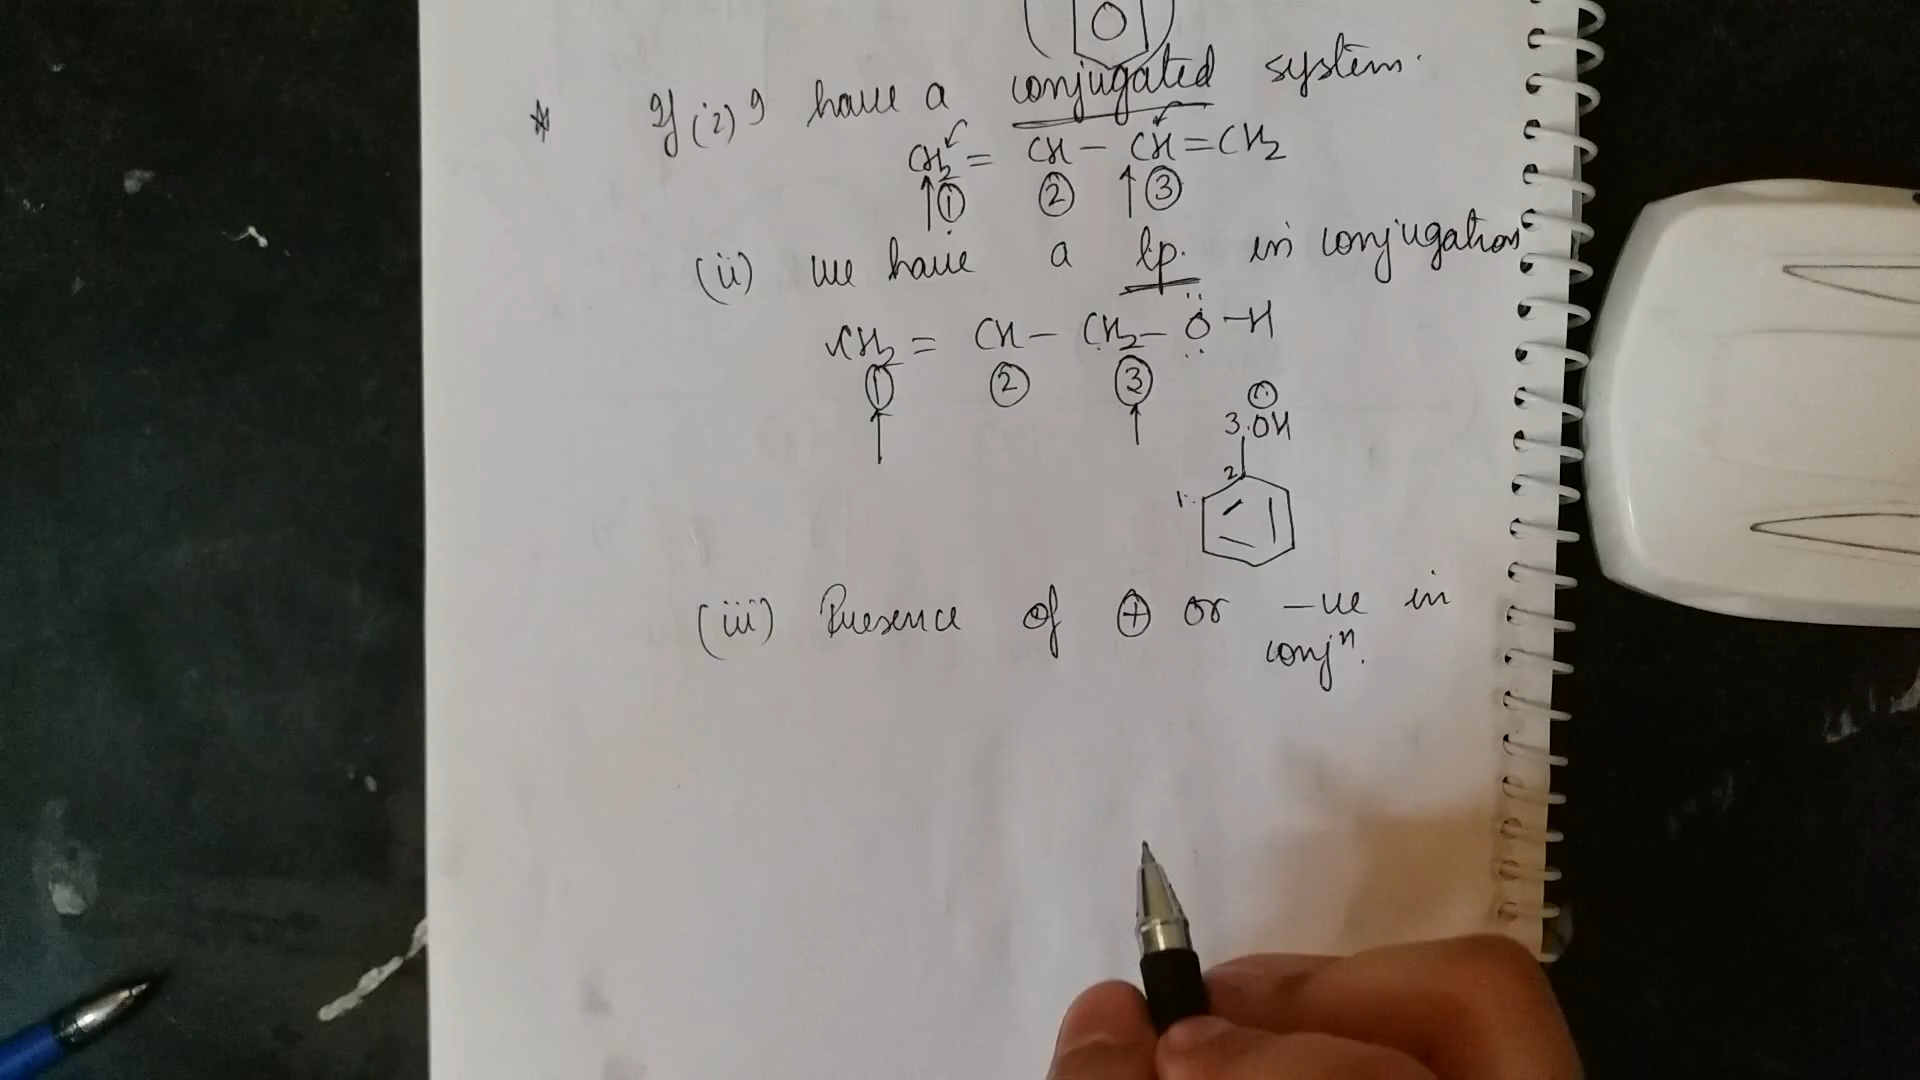 * If (i) I have a conjugated system.
CH₂ = CH – CH = CH₂
① ② ③
(ii) we have a lp. in conjugation
CH₂ = CH – CH₂ – Ö – H
① ② ③
3. OH
2
1.
(iii) Presence of ⊕ or –ve in
conjⁿ.